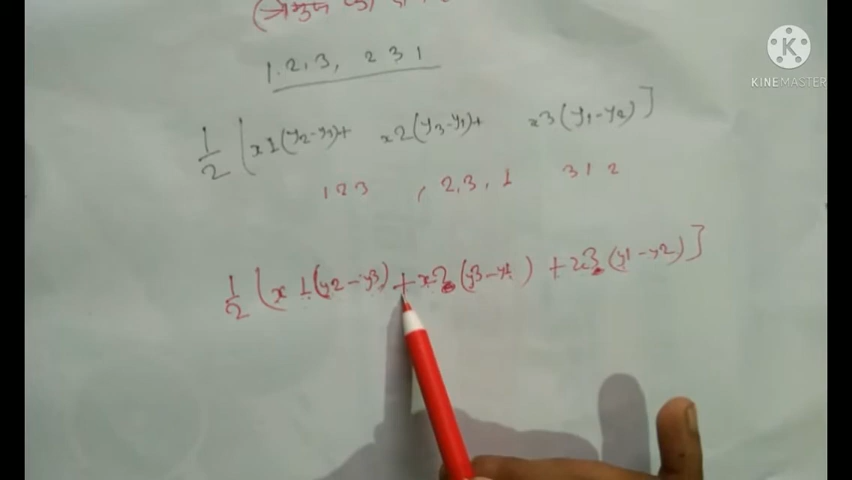 KINEMASTER
1.2,3, 2 3 1
1/2 [x1(y2-y3)+ x2(y3-y1)+ x3(y1-y2)]
1 2 3 , 2,3,1 3 1 2
1/2 [x1(y2-y3)+x2(y3-y1)+x3(y1-y2)]